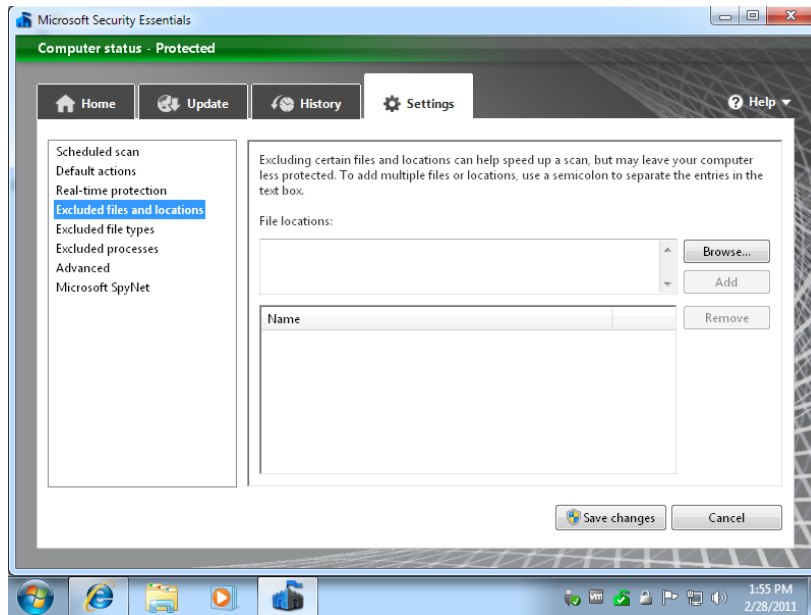 Microsoft Security Essentials
Computer status - Protected
Home
Update
History
Settings
Help
Scheduled scan
Default actions
Real-time protection
Excluded files and locations
Excluded file types
Excluded processes
Advanced
Microsoft SpyNet
Excluding certain files and locations can help speed up a scan, but may leave your computer
less protected. To add multiple files or locations, use a semicolon to separate the entries in the
text box.
File locations:
Browse...
Add
Name
Remove
Save changes
Cancel
1:55 PM
2/28/2011